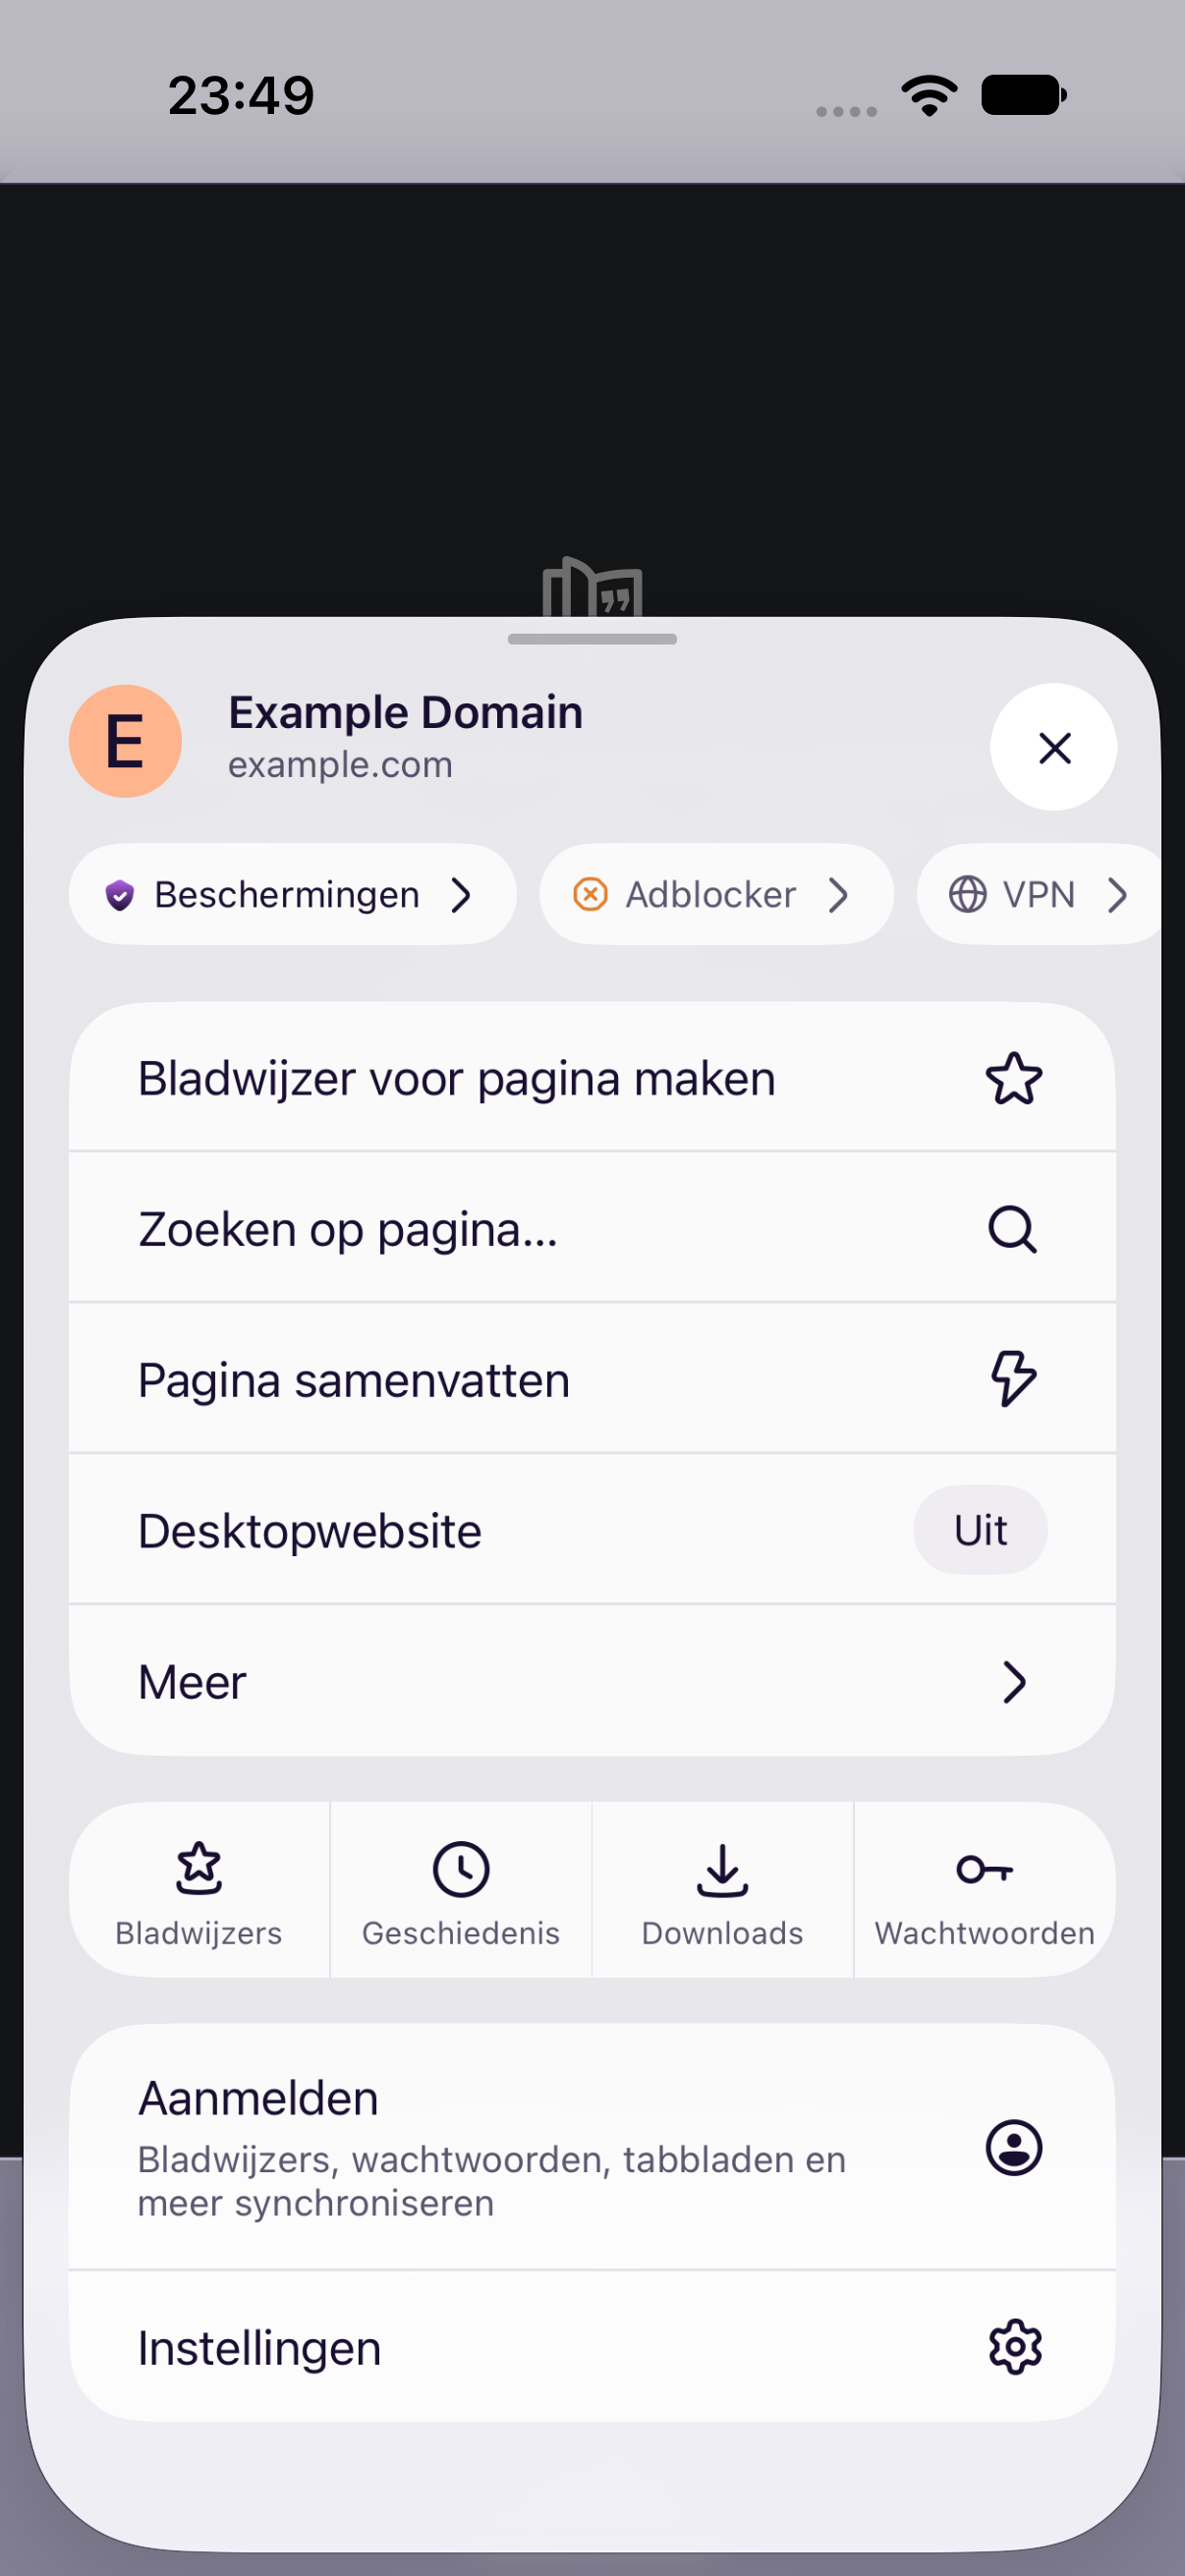 23:49
E
Example Domain
example.com
Beschermingen
Adblocker
VPN
Bladwijzer voor pagina maken
Zoeken op pagina...
Pagina samenvatten
Desktopwebsite
Uit
Meer
Bladwijzers
Geschiedenis
Downloads
Wachtwoorden
Aanmelden
Bladwijzers, wachtwoorden, tabbladen en
meer synchroniseren
Instellingen